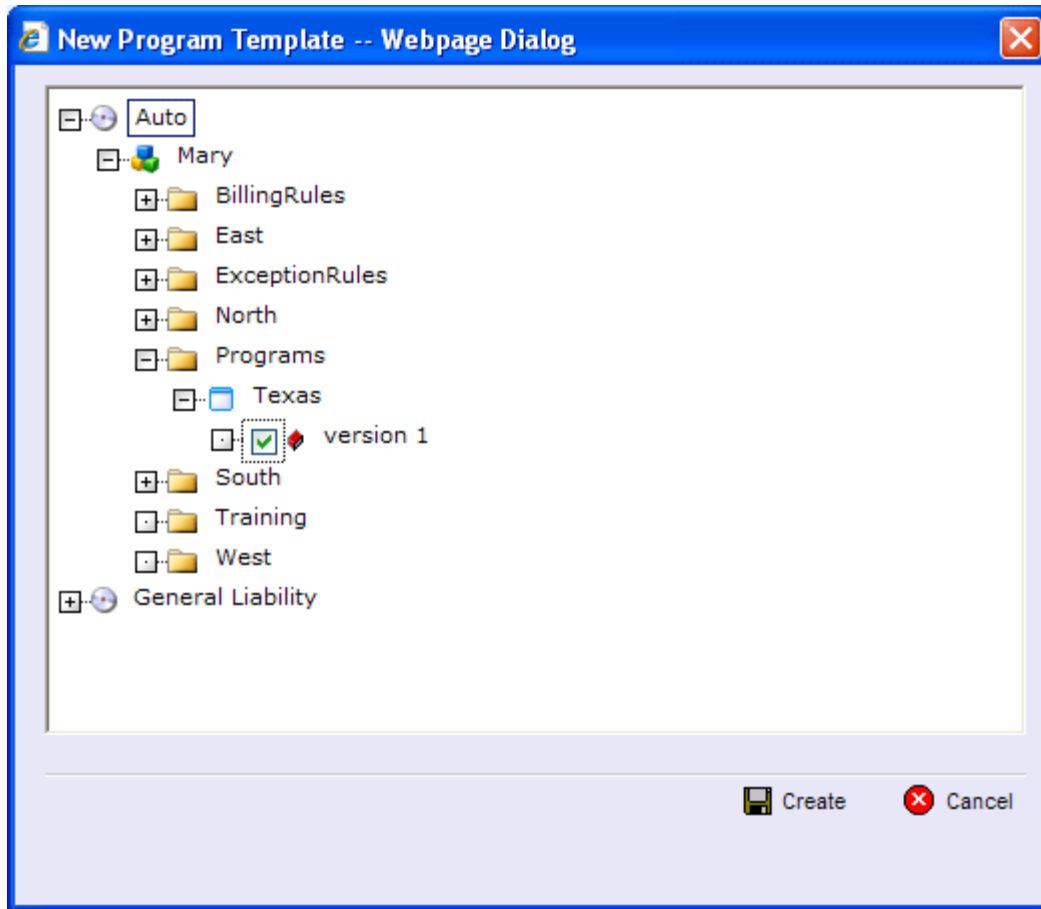 New Program Template -- Webpage Dialog
Auto
Mary
BillingRules
East
ExceptionRules
North
Programs
Texas
version 1
South
Training
West
General Liability
Create Cancel